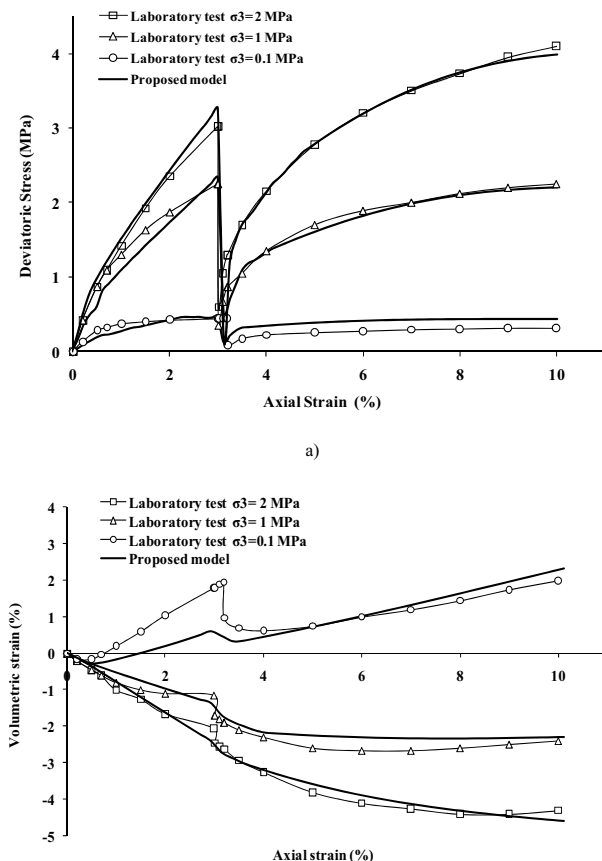 Laboratory test σ3= 2 MPa
Laboratory test σ3= 1 MPa
Laboratory test σ3= 0.1 MPa
Proposed model
4
3
2
1
0
Deviatoric Stress (MPa)
0 2 4 6 8 10
Axial Strain (%)
a)
Laboratory test σ3= 2 MPa
Laboratory test σ3= 1 MPa
Laboratory test σ3=0.1 MPa
Proposed model
4
3
2
1
0
-1
-2
-3
-4
-5
Volumetric strain (%)
0 2 4 6 8 10
Axial strain (%)